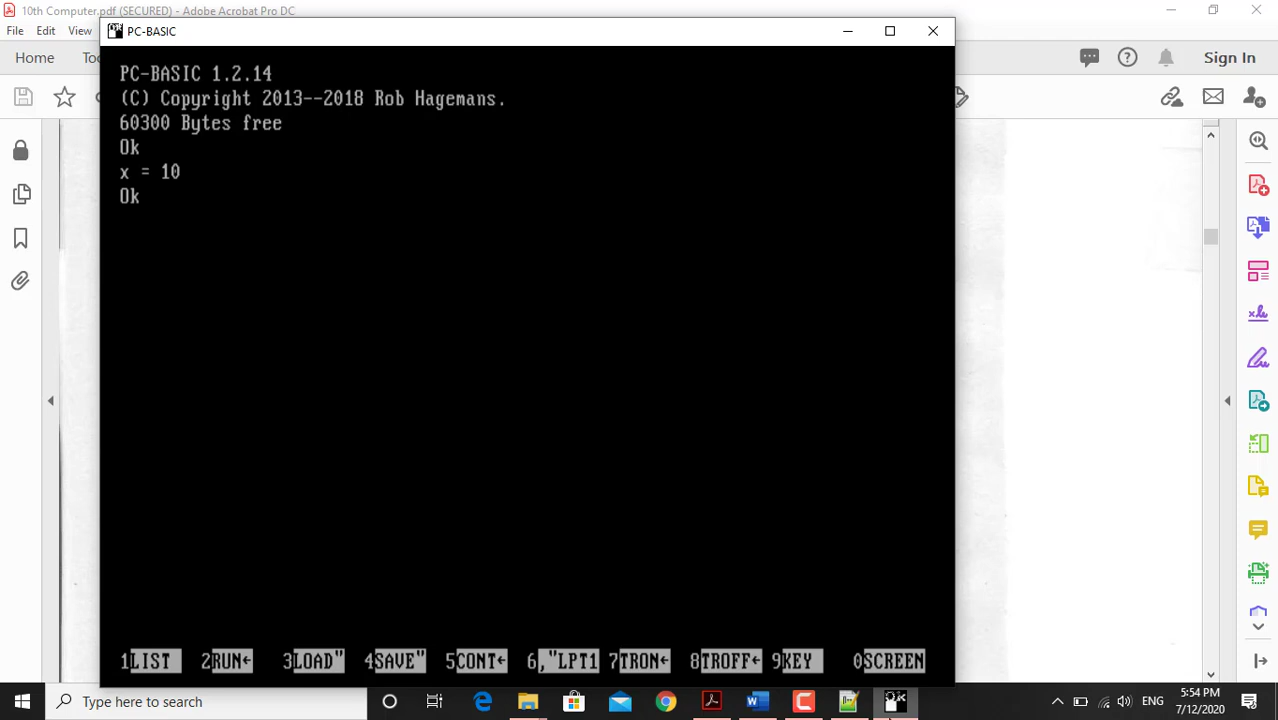 10th Computer.pdf (SECURED) - Adobe Acrobat Pro DC
File Edit View
Home
Sign In
PC-BASIC
PC-BASIC 1.2.14
(C) Copyright 2013--2018 Rob Hagemans.
60300 Bytes free
Ok
x = 10
Ok
1LIST 2RUN← 3LOAD" 4SAVE" 5CONT← 6,"LPT1 7TRON← 8TROFF← 9KEY 0SCREEN
Type here to search
ENG
5:54 PM
7/12/2020